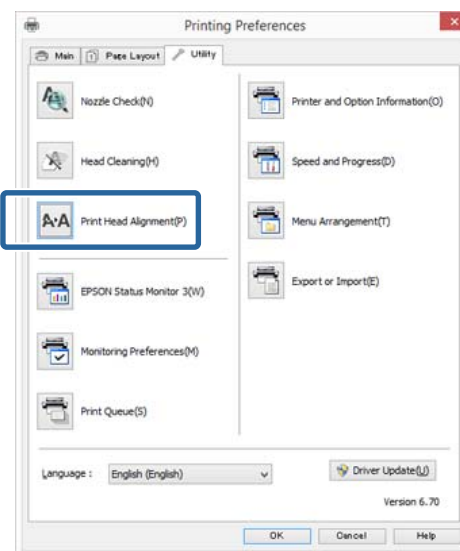 Printing Preferences
Main
Page Layout
Utility
Nozzle Check(N)
Head Cleaning(H)
A·A Print Head Alignment(P)
EPSON Status Monitor 3(W)
Monitoring Preferences(M)
Print Queue(S)
Printer and Option Information(O)
Speed and Progress(D)
Menu Arrangement(T)
Export or Import(E)
Language : English (English)
Driver Update(U)
Version 6.70
OK Cancel Help